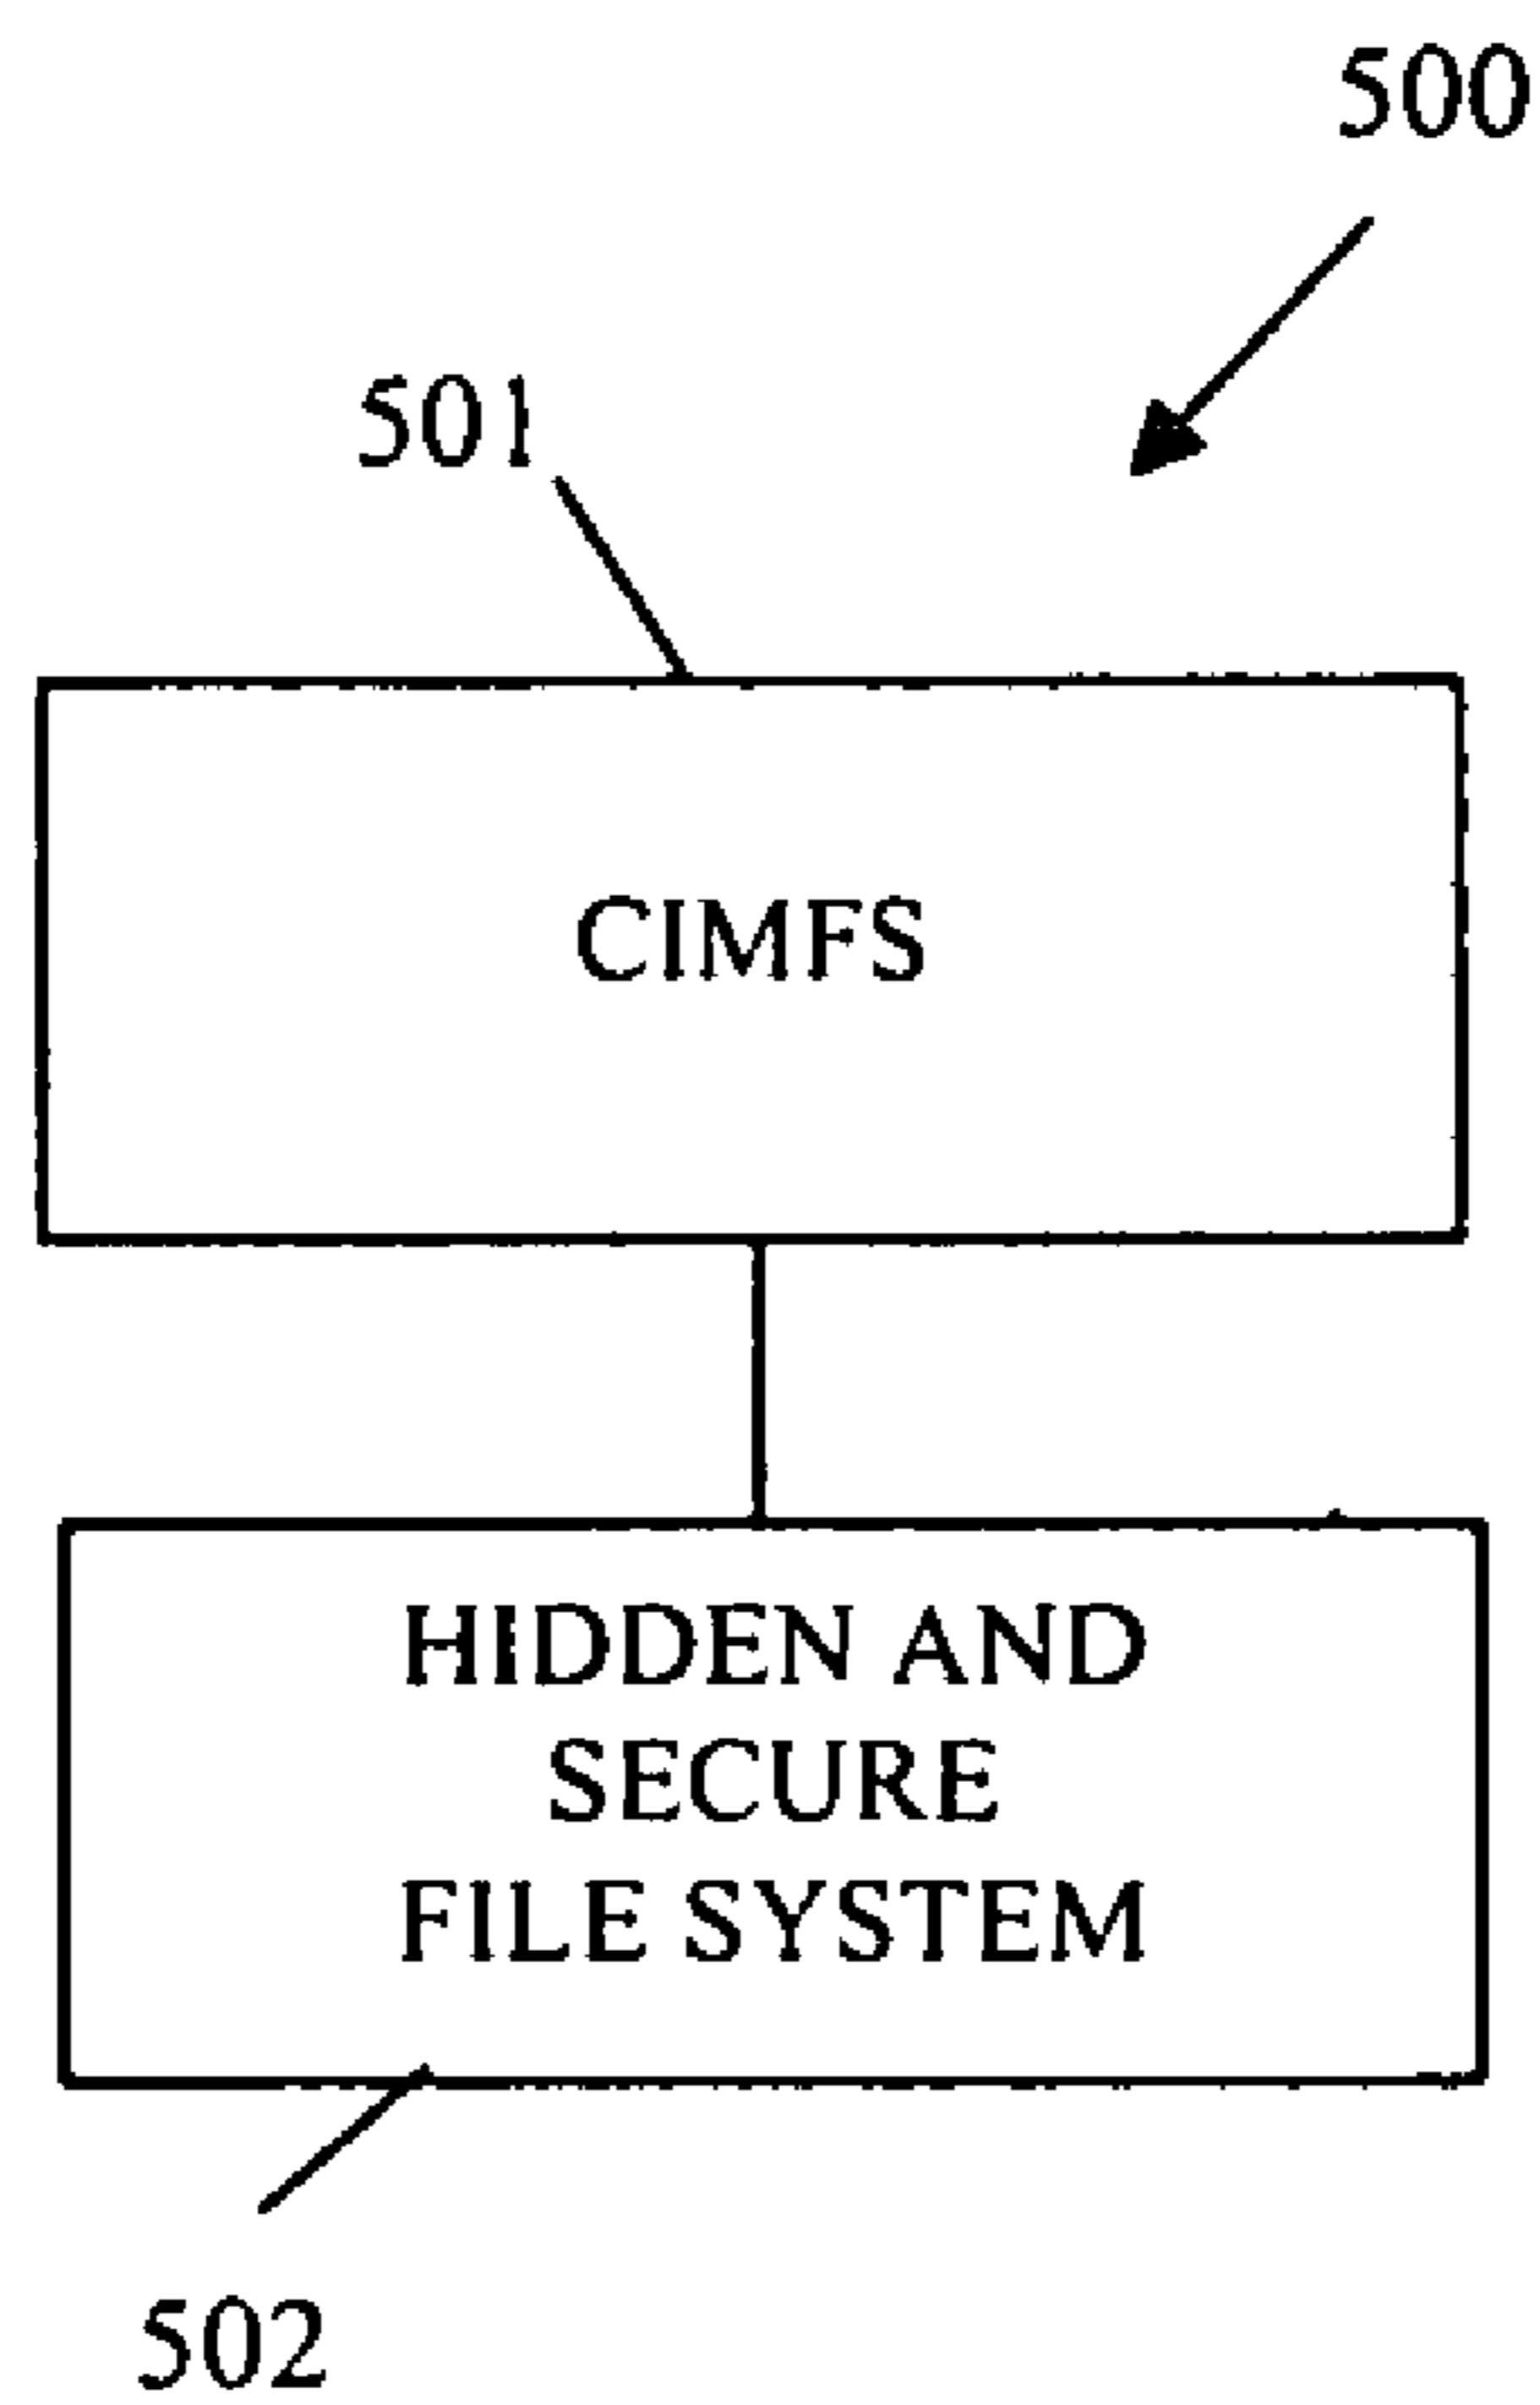 500
501
CIMFS
HIDDEN AND
SECURE
FILE SYSTEM
502